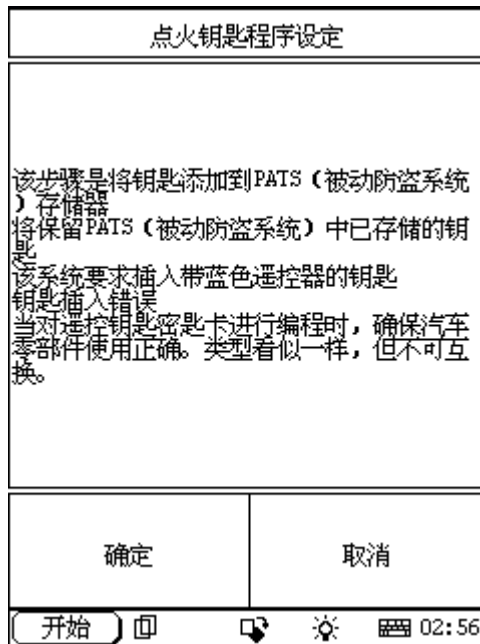 点火钥匙程序设定
该步骤是将钥匙添加到PATS（被动防盗系统
）存储器
将保留PATS（被动防盗系统）中已存储的钥
匙
该系统要求插入带蓝色遥控器的钥匙
钥匙插入错误
当对遥控钥匙密匙卡进行编程时，确保汽车
零部件使用正确。类型看似一样，但不可互
换。
确定
取消
开始
02:56